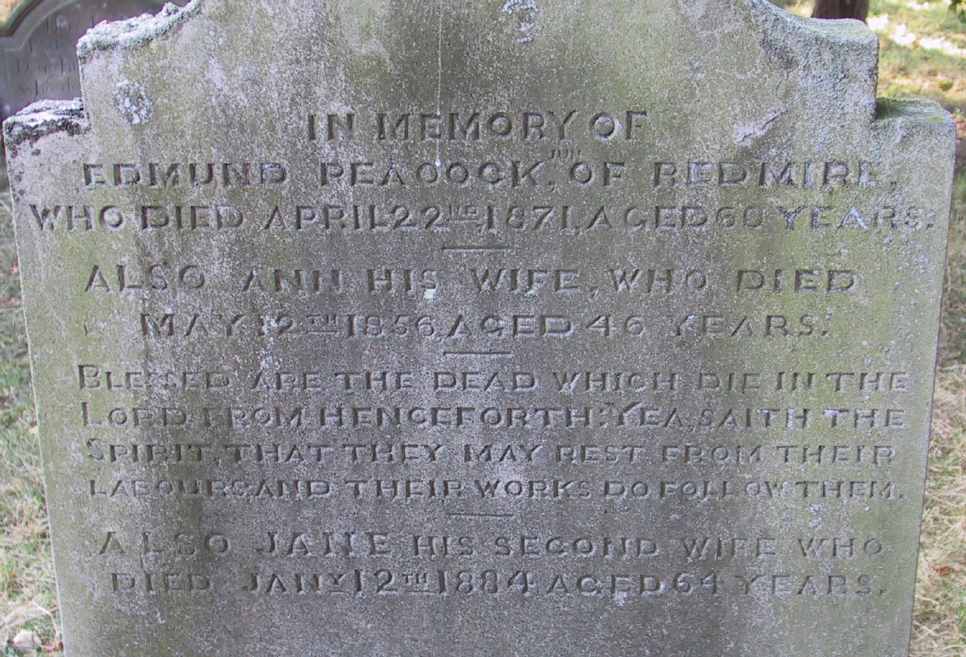 IN MEMORY OF
EDMUND PEACOCK, JUN OF REDMIRE,
WHO DIED APRIL 22ND 1871, AGED 60 YEARS.
ALSO ANN HIS WIFE, WHO DIED
MAY 12TH 1856, AGED 46 YEARS.
BLESSED ARE THE DEAD WHICH DIE IN THE
LORD FROM HENCEFORTH: YEA, SAITH THE
SPIRIT, THAT THEY MAY REST FROM THEIR
LABOURS; AND THEIR WORKS DO FOLLOW THEM.
ALSO JANE HIS SECOND WIFE WHO
DIED JANY 12TH 1884 AGED 64 YEARS.